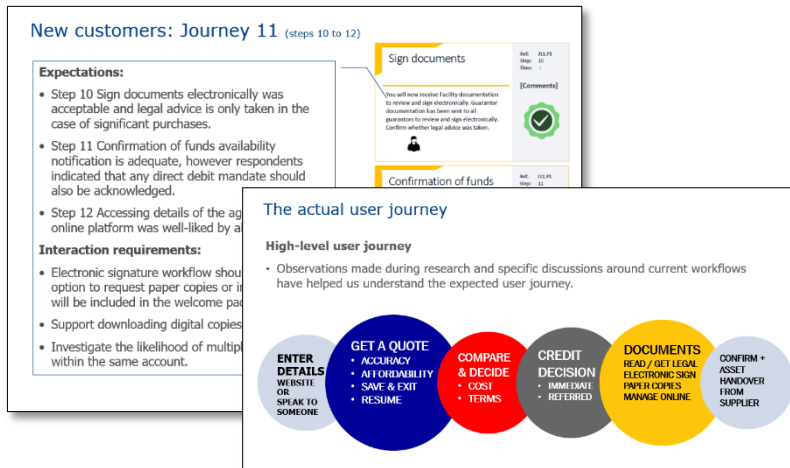 New customers: Journey 11 (steps 10 to 12)
Expectations:
• Step 10 Sign documents electronically was
acceptable and legal advice is only taken in the
case of significant purchases.
• Step 11 Confirmation of funds availability
notification is adequate, however respondents
indicated that any direct debit mandate should
also be acknowledged.
• Step 12 Accessing details of the ag
online platform was well-liked by al
Interaction requirements:
• Electronic signature workflow shou
option to request paper copies or i
will be included in the welcome pa
• Support downloading digital copies
• Investigate the likelihood of multip
within the same account.
Sign documents
You will now receive Facility documentation
to review and sign electronically. Guarantor
documentation has been sent to all
guarantors to review and sign electronically.
Confirm whether legal advice was taken.
Ref: J11.P1
Step: 10
Time: :
[Comments]
Confirmation of funds
Ref: J11.P1
Step: 11
The actual user journey
High-level user journey
• Observations made during research and specific discussions around current workflows
have helped us understand the expected user journey.
ENTER
DETAILS
WEBSITE
OR
SPEAK TO
SOMEONE
GET A QUOTE
• ACCURACY
• AFFORDABILITY
• SAVE & EXIT
• RESUME
COMPARE
& DECIDE
• COST
• TERMS
CREDIT
DECISION
• IMMEDIATE
• REFERRED
DOCUMENTS
READ / GET LEGAL
ELECTRONIC SIGN
PAPER COPIES
MANAGE ONLINE
CONFIRM +
ASSET
HANDOVER
FROM
SUPPLIER